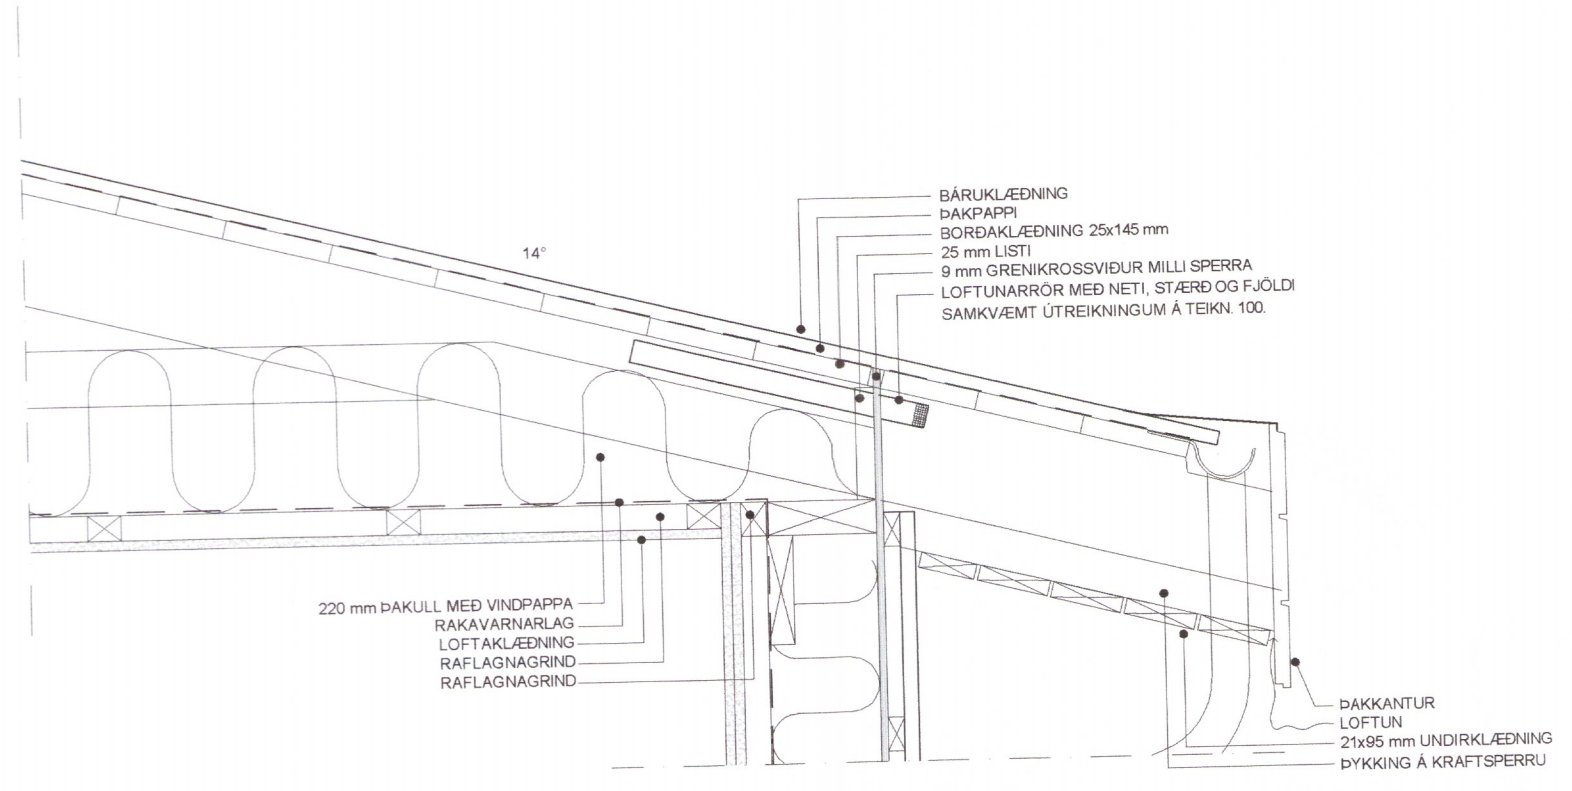 BÁRUKLÆÐNING
ÞAKPAPPI
BORÐAKLÆÐNING 25x145 mm
25 mm LISTI
9 mm GRENIKROSSVIÐUR MILLI SPERRA
LOFTUNARRÖR MEÐ NETI, STÆRÐ OG FJÖLDI
SAMKVÆMT ÚTREIKNINGUM Á TEIKN. 100.
14°
220 mm ÞAKULL MEÐ VINDPAPPA
RAKAVARNARLAG
LOFTAKLÆÐNING
RAFLAGNAGRIND
RAFLAGNAGRIND
ÞAKKANTUR
LOFTUN
21x95 mm UNDIRKLÆÐNING
ÞYKKING Á KRAFTSPERRU